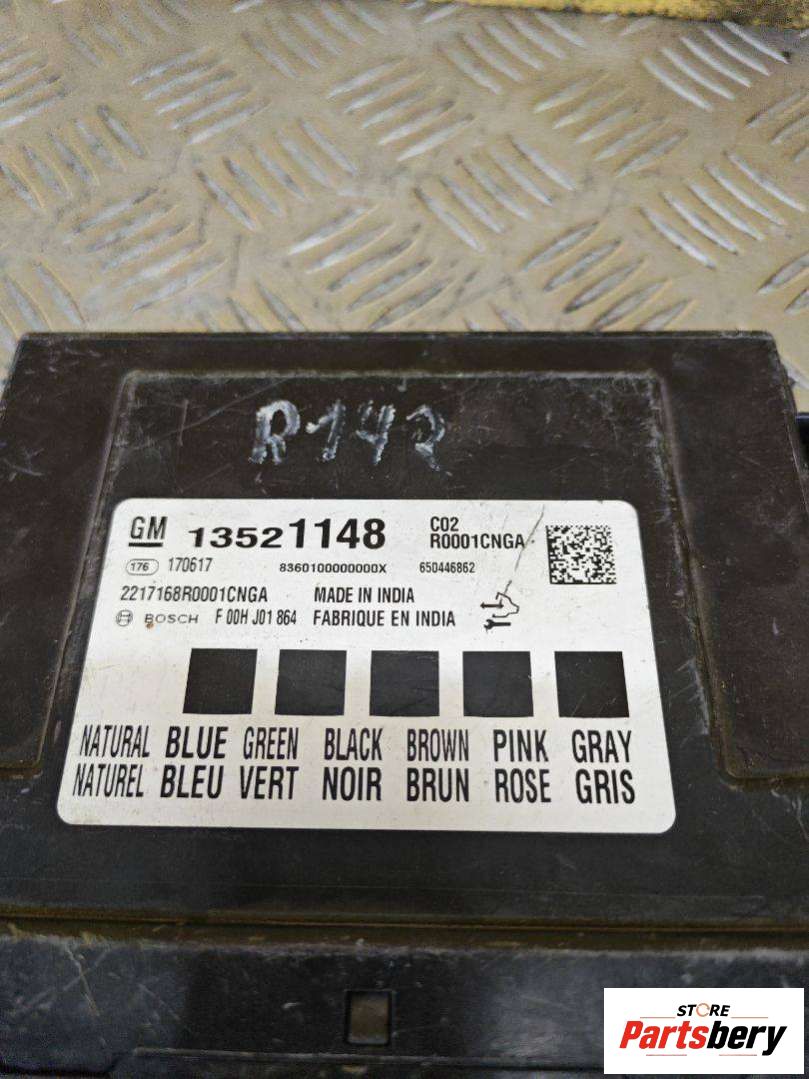 R142
GM 13521148 C02
R0001CNGA
176 170617 8360100000000X 650446862
2217168R0001CNGA MADE IN INDIA
BOSCH F 00H J01 864 FABRIQUE EN INDIA
NATURAL BLUE GREEN BLACK BROWN PINK GRAY
NATUREL BLEU VERT NOIR BRUN ROSE GRIS
STORE
Partsbery